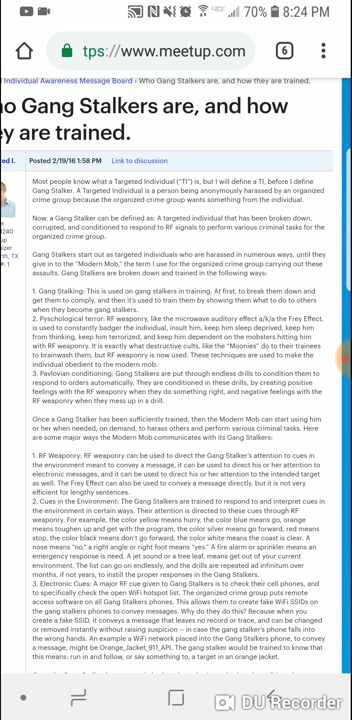 70% 8:24 PM
tps://www.meetup.com
6
Individual Awareness Message Board › Who Gang Stalkers are, and how they are trained.
no Gang Stalkers are, and how
ey are trained.
ed I.
Posted 2/19/16 1:58 PM
Link to discussion
Most people know what a Targeted Individual ("TI") is, but I will define a TI, before I define
Gang Stalker. A Targeted Individual is a person being anonymously harassed by an organized
crime group because the organized crime group wants something from the individual.
Now, a Gang Stalker can be defined as: A targeted individual that has been broken down,
corrupted, and conditioned to respond to RF signals to perform various criminal tasks for the
organized crime group.
Gang Stalkers start out as targeted individuals who are harassed in numerous ways, until they
give in to the "Modern Mob," the term I use for the organized crime group carrying out these
assaults. Gang Stalkers are broken down and trained in the following ways:
1. Gang Stalking: This is used on gang stalkers in training. At first, to break them down and
get them to comply, and then it's used to train them by showing them what to do to others
when they become gang stalkers.
2. Pyschological terror: RF weaponry, like the microwave auditory effect a/k/a the Frey Effect,
is used to constantly badger the individual, insult him, keep him sleep deprived, keep him
from thinking, keep him terrorized, and keep him dependent on the mobsters hitting him
with RF weaponry. It is exactly what destructive cults, like the "Moonies" do to their trainees
to brainwash them, but RF weaponry is now used. These techniques are used to make the
individual obedient to the modern mob.
3. Pavlovian conditioning: Gang Stalkers are put through endless drills to condition them to
respond to orders automatically. They are conditioned in these drills, by creating positive
feelings with the RF weaponry when they do something right, and negative feelings with the
RF weaponry when they mess up in a drill.
Once a Gang Stalker has been sufficiently trained, then the Modern Mob can start using him
or her when needed, on demand, to harass others and perform various criminal tasks. Here
are some major ways the Modern Mob communicates with its Gang Stalkers:
1. RF Weaponry: RF weaponry can be used to direct the Gang Stalker's attention to cues in
the environment meant to convey a message, it can be used to direct his or her attention to
electronic messages, and it can be used to direct his or her attention to the intended target
as well. The Frey Effect can also be used to convey a message directly, but it is not very
efficient for lengthy sentences.
2. Cues in the Environment: The Gang Stalkers are trained to respond to and interpret cues in
the environment in certain ways. Their attention is directed to these cues through RF
weaponry. For example, the color yellow means hurry, the color blue means go, orange
means toughen up and get with the program, the color silver means go forward, red means
stop, the color black means don't go forward, the color white means the coast is clear. A
nose means "no," a right angle or right foot means "yes." A fire alarm or sprinkler means an
emergency response is need. A jet sound or a tree leaf, means get out of your current
environment. The list can go on endlessly, and the drills are repeated ad infinitum over
months, if not years, to instill the proper responses in the Gang Stalkers.
3. Electronic Cues: A major RF cue given to Gang Stalkers is to check their cell phones, and
to specifically check the open WiFi hotspot list. The organized crime group puts remote
access software on all Gang Stalkers phones. This allows them to create fake WiFi SSIDs on
the gang stalkers phones to convey messages. Why do they do this? Because when you
create a fake SSID, it conveys a message that leaves no record or trace, and can be changed
or removed instantly without raising suspicion -- in case the gang stalker's phone falls into
the wrong hands. An example a WiFi network placed into the Gang Stalkers phone, to convey
a message, might be Orange_Jacket_911_API. The gang stalker would be trained to know that
this means: run in and follow, or say something to, a target in an orange jacket.
DU Recorder